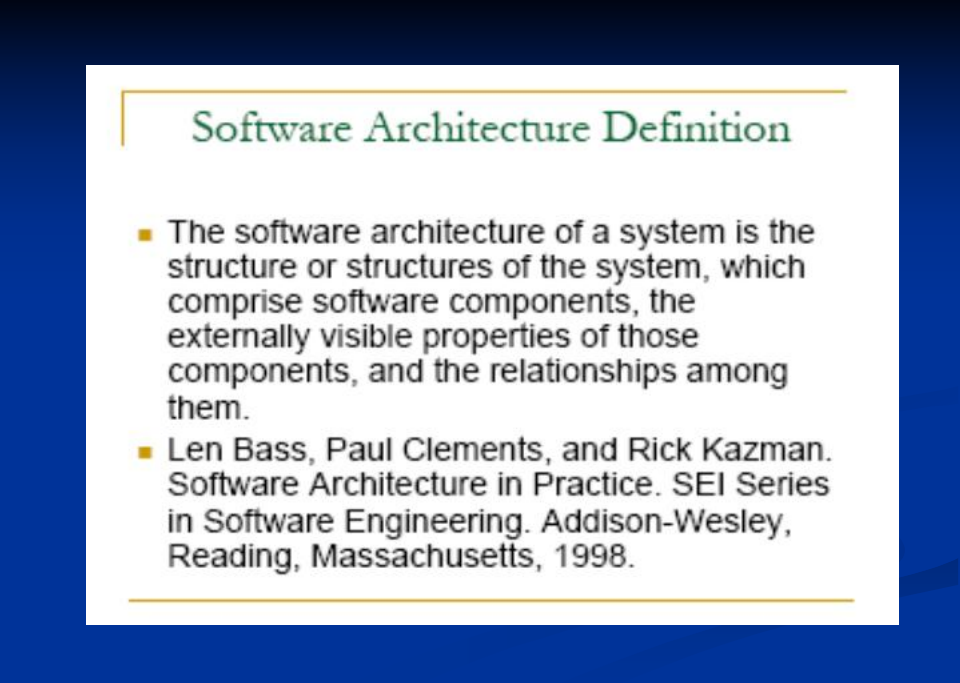 Software Architecture Definition
The software architecture of a system is the
structure or structures of the system, which
comprise software components, the
externally visible properties of those
components, and the relationships among
them.
Len Bass, Paul Clements, and Rick Kazman.
Software Architecture in Practice. SEI Series
in Software Engineering. Addison-Wesley,
Reading, Massachusetts, 1998.